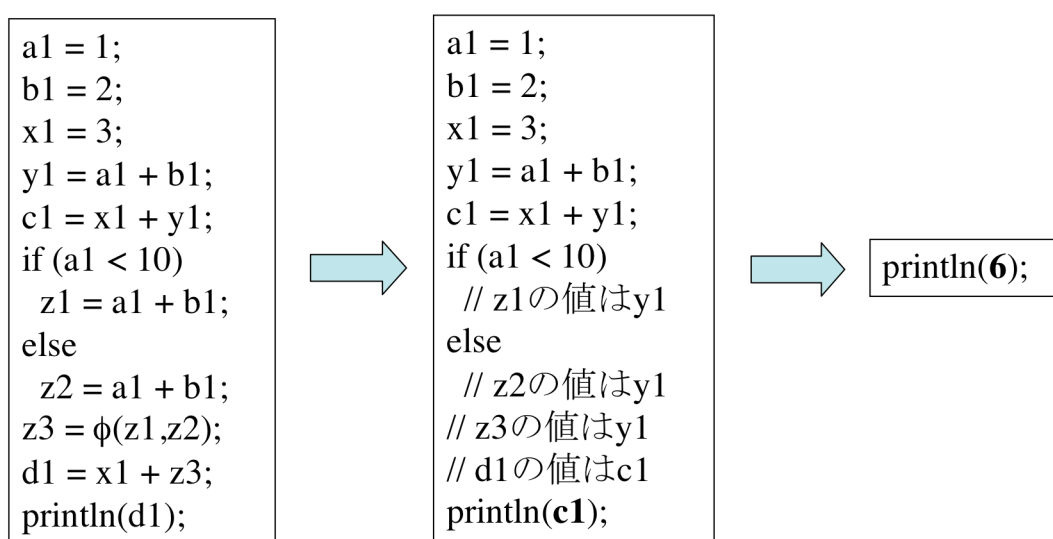 a1 = 1;
b1 = 2;
x1 = 3;
y1 = a1 + b1;
c1 = x1 + y1;
if (a1 < 10)
z1 = a1 + b1;
else
z2 = a1 + b1;
z3 = ϕ(z1,z2);
d1 = x1 + z3;
println(d1);
a1 = 1;
b1 = 2;
x1 = 3;
y1 = a1 + b1;
c1 = x1 + y1;
if (a1 < 10)
// z1の値はy1
else
// z2の値はy1
// z3の値はy1
// d1の値はc1
println(c1);
println(6);